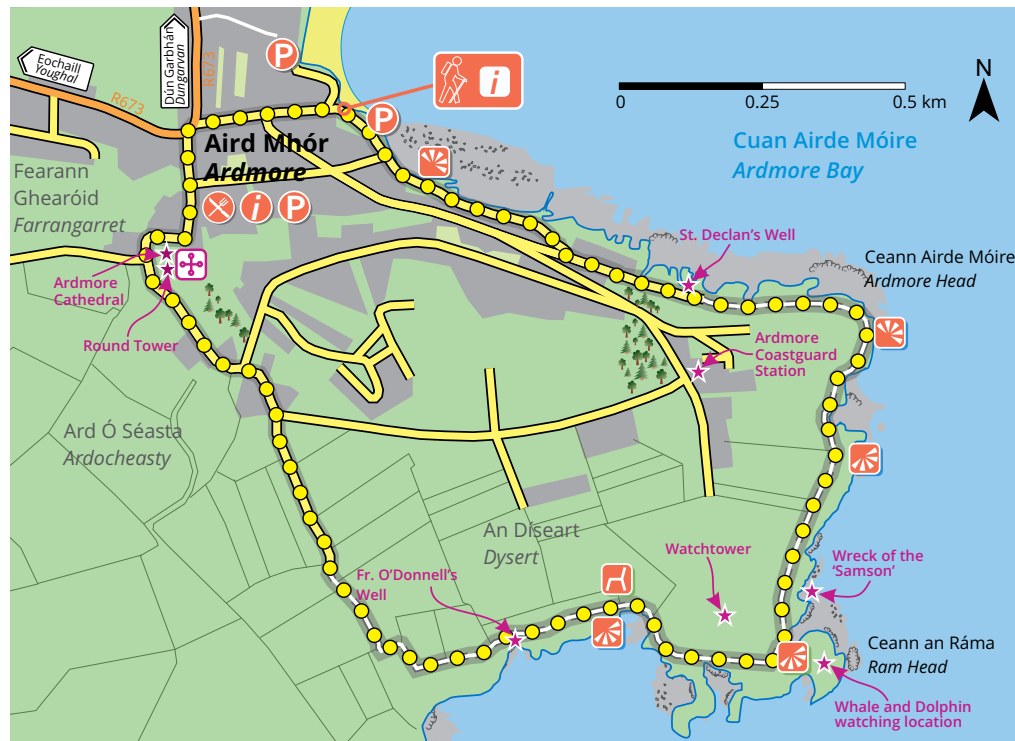 Eochaill
Youghal
Dún Garbhán
Dungarvan
R673
R673
P
i
P
0
0.25
0.5 km
N
Aird Mhór
Ardmore
i
P
Cuan Airde Móire
Ardmore Bay
Fearann
Ghearóid
Farrangarret
St. Declan's Well
Ceann Airde Móire
Ardmore Head
Ardmore
Cathedral
Round Tower
Ardmore
Coastguard
Station
Ard Ó Séasta
Ardocheasty
An Díseart
Dysert
Watchtower
Wreck of the
‘Samson’
Fr. O’Donnell’s
Well
Ceann an Ráma
Ram Head
Whale and Dolphin
watching location